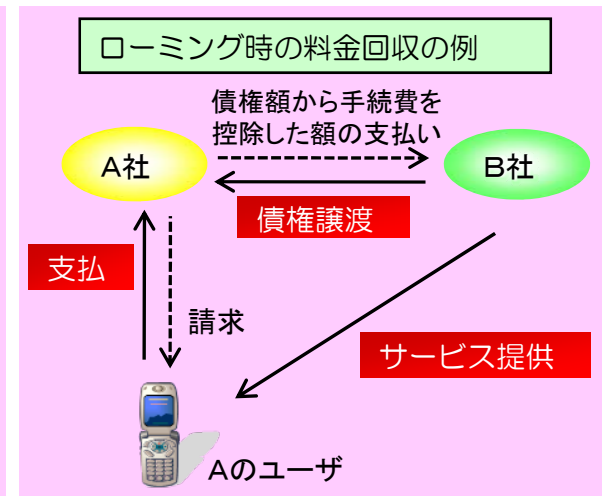 ローミング時の料金回収の例
債権額から手続費を
控除した額の支払い
A社
B社
債権譲渡
支払
請求
サービス提供
Aのユーザ